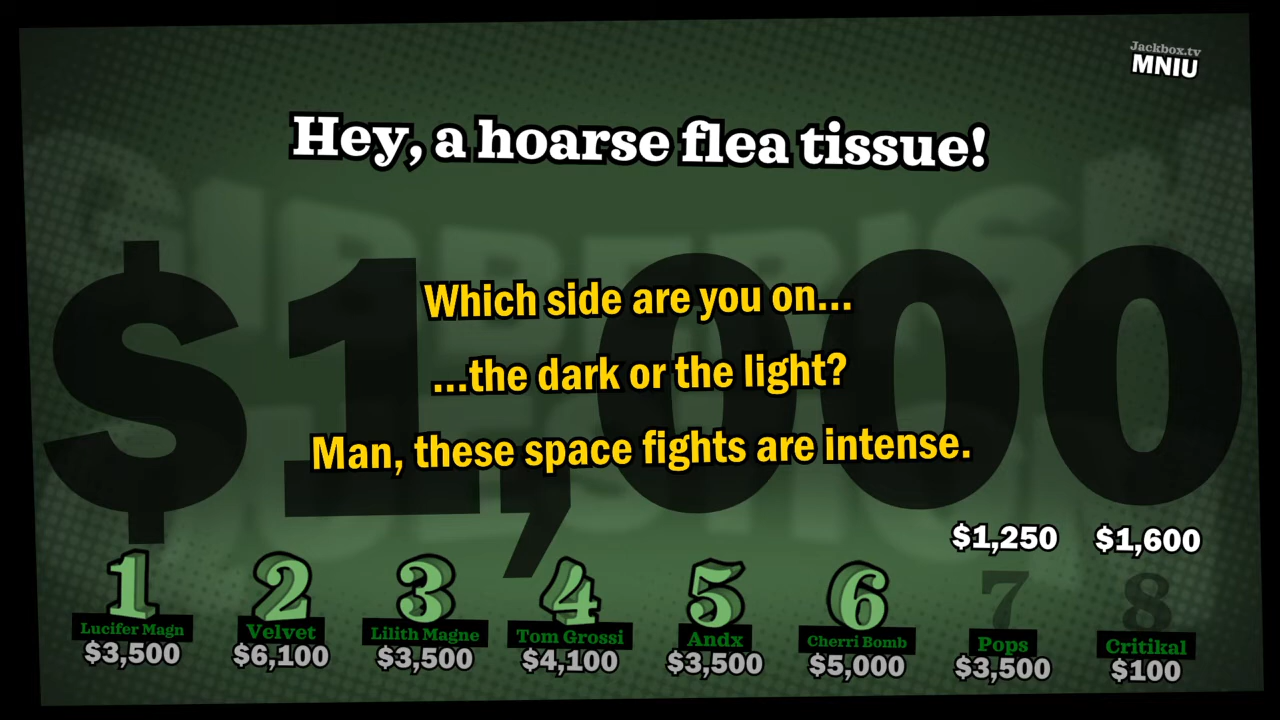 Jackbox.tv
MNIU
Hey, a hoarse flea tissue!
GIBBERISH
QUESTION
$1,000
Which side are you on...
...the dark or the light?
Man, these space fights are intense.
$1,250 $1,600
1 2 3 4 5 6 7 8
Lucifer Magn Velvet Lilith Magne Tom Grossi Andx Cherri Bomb Pops Critikal
$3,500 $6,100 $3,500 $4,100 $3,500 $5,000 $3,500 $100